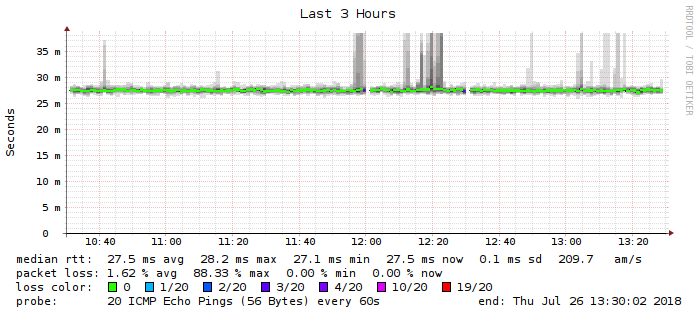 Last 3 Hours
RRDTOOL / TOBI OETIKER
Seconds
35 m
30 m
25 m
20 m
15 m
10 m
5 m
0
10:40 11:00 11:20 11:40 12:00 12:20 12:40 13:00 13:20
median rtt: 27.5 ms avg 28.2 ms max 27.1 ms min 27.5 ms now 0.1 ms sd 209.7 am/s
packet loss: 1.62 % avg 88.33 % max 0.00 % min 0.00 % now
loss color: 0 1/20 2/20 3/20 4/20 10/20 19/20
probe: 20 ICMP Echo Pings (56 Bytes) every 60s end: Thu Jul 26 13:30:02 2018